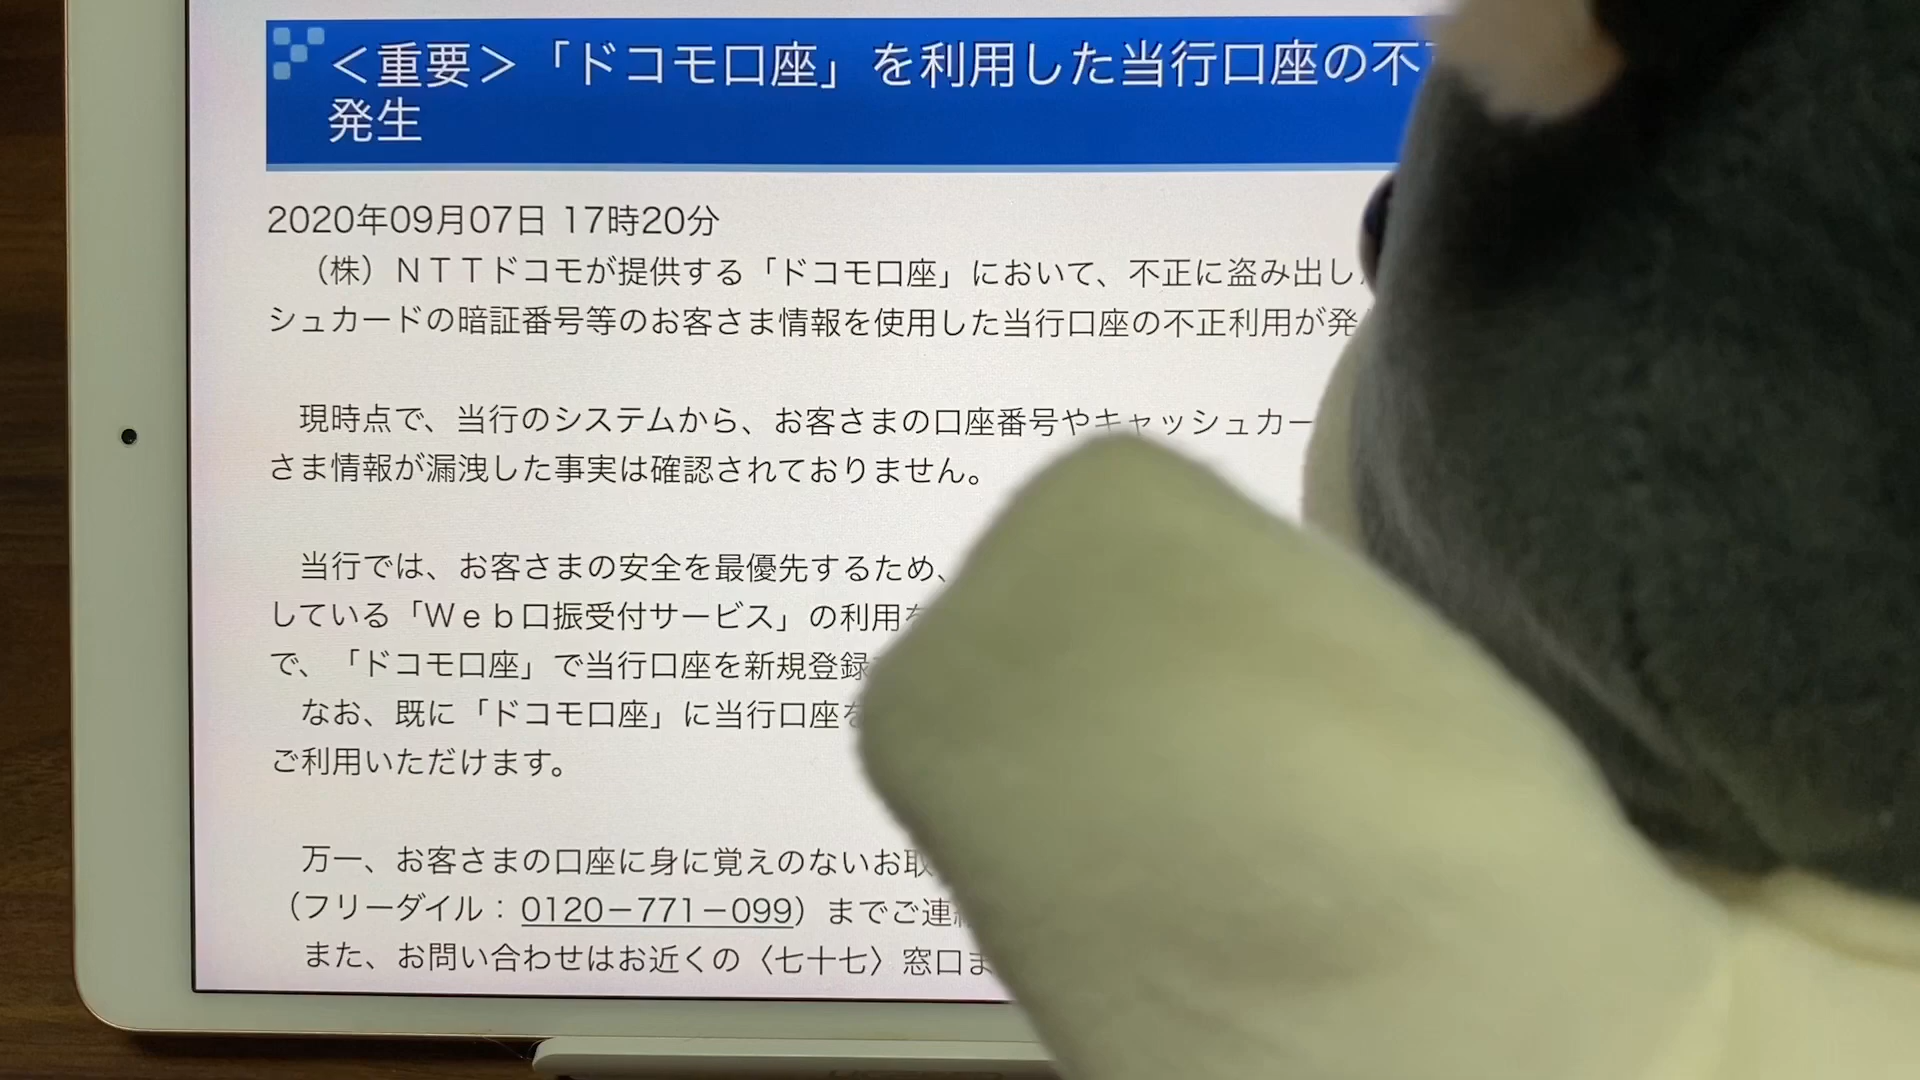 ＜重要＞「ドコモ口座」を利用した当行口座の不
発生
2020年09月07日 17時20分
（株）ＮＴＴドコモが提供する「ドコモ口座」において、不正に盗み出し
シュカードの暗証番号等のお客さま情報を使用した当行口座の不正利用が発
現時点で、当行のシステムから、お客さまの口座番号やキャッシュカー
さま情報が漏洩した事実は確認されておりません。
当行では、お客さまの安全を最優先するため、
している「Ｗｅｂ口振受付サービス」の利用を
で、「ドコモ口座」で当行口座を新規登録
なお、既に「ドコモ口座」に当行口座を
ご利用いただけます。
万一、お客さまの口座に身に覚えのないお取
（フリーダイル：0120－771－099）までご連絡
また、お問い合わせはお近くの〈七十七〉窓口ま